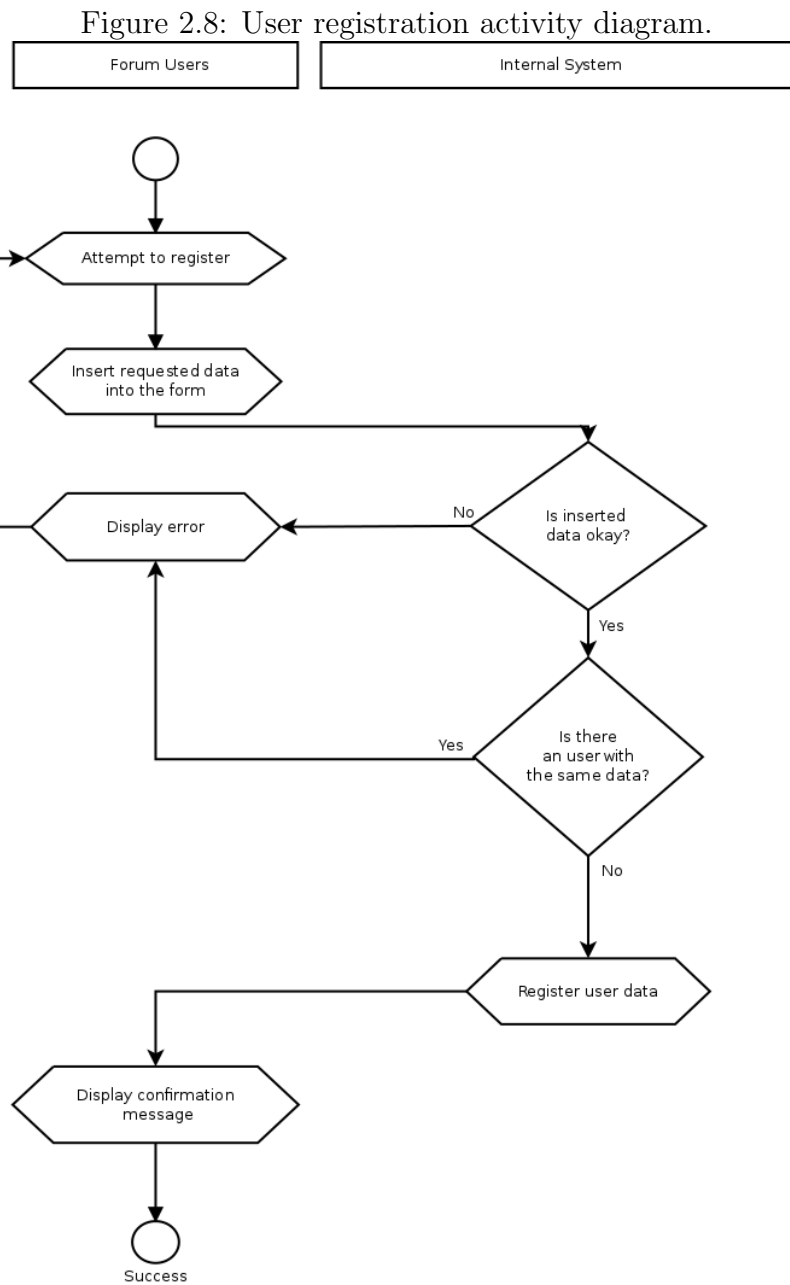 Figure 2.8: User registration activity diagram.
Forum Users
Internal System
Attempt to register
Insert requested data
into the form
Is inserted
data okay?
No
Display error
Yes
Is there
an user with
the same data?
Yes
No
Register user data
Display confirmation
message
Success